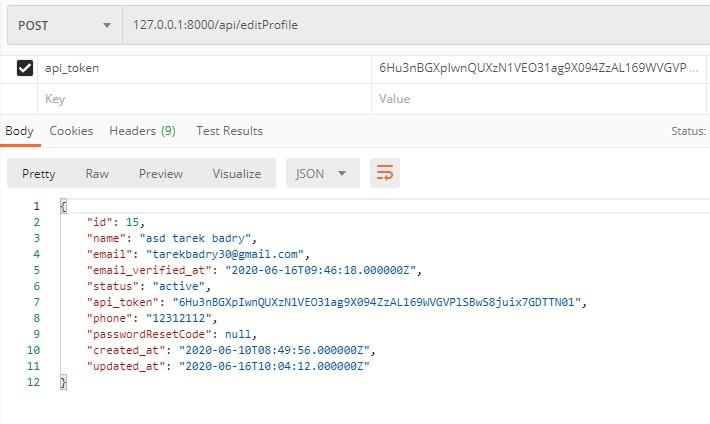 POST 127.0.0.1:8000/api/editProfile
api_token 6Hu3nBGXpIwnQUXzN1VEO31ag9X094ZzAL169WVGVP ...
Key Value
Body Cookies Headers (9) Test Results Status:
Pretty Raw Preview Visualize JSON
1 {
2 "id": 15,
3 "name": "asd tarek badry",
4 "email": "tarekbadry30@gmail.com",
5 "email_verified_at": "2020-06-16T09:46:18.000000Z",
6 "status": "active",
7 "api_token": "6Hu3nBGXpIwnQUXzN1VEO31ag9X094ZzAL169WVGVPlSBwS8juix7GDTTN01",
8 "phone": "12312112",
9 "passwordResetCode": null,
10 "created_at": "2020-06-10T08:49:56.000000Z",
11 "updated_at": "2020-06-16T10:04:12.000000Z"
12 }